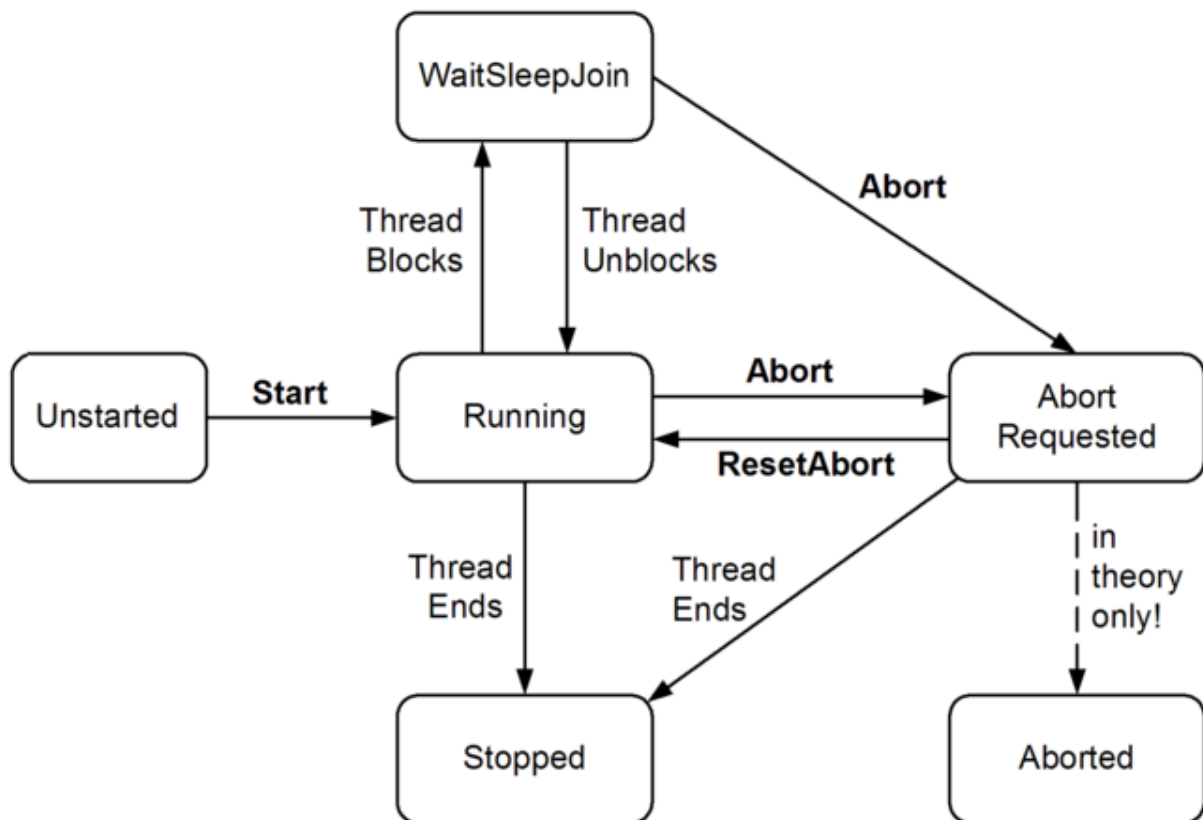 WaitSleepJoin
Abort
Thread
Blocks
Thread
Unblocks
Unstarted
Start
Running
Abort
ResetAbort
Abort
Requested
Thread
Ends
Thread
Ends
in
theory
only!
Stopped
Aborted